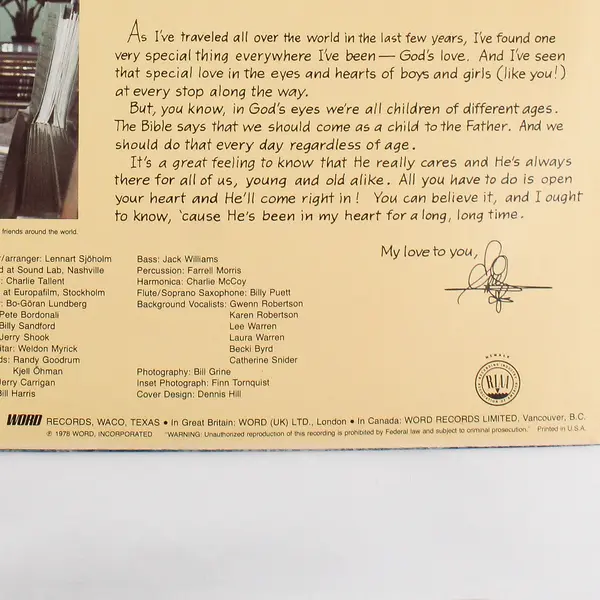 As I've traveled all over the world in the last few years, I've found one
very special thing everywhere I've been — God's love. And I've seen
that special love in the eyes and hearts of boys and girls (like you!)
at every stop along the way.
But, you know, in God's eyes we're all children of different ages.
The Bible says that we should come as a child to the Father. And we
should do that every day regardless of age.
It's a great feeling to know that He really cares and He's always
there for all of us, young and old alike. All you have to do is open
your heart and He'll come right in! You can believe it, and I ought
to know, 'cause He's been in my heart for a long, long time.
My love to you,
friends around the world.
/arranger: Lennart Sjöholm
d at Sound Lab, Nashville
: Charlie Tallent
at Europafilm, Stockholm
: Bo-Göran Lundberg
Pete Bordonali
Billy Sandford
Jerry Shook
itar: Weldon Myrick
ds: Randy Goodrum
Kjell Öhman
Jerry Carrigan
Bill Harris
Bass: Jack Williams
Percussion: Farrell Morris
Harmonica: Charlie McCoy
Flute/Soprano Saxophone: Billy Puett
Background Vocalists: Gwenn Robertson
Karen Robertson
Lee Warren
Laura Warren
Becki Byrd
Catherine Snider
Photography: Bill Grine
Inset Photograph: Finn Tornquist
Cover Design: Dennis Hill
MEMBER
WORD RECORDS, WACO, TEXAS • In Great Britain: WORD (UK) LTD., London • In Canada: WORD RECORDS LIMITED, Vancouver, B.C.
℗ 1978 WORD, INCORPORATED "WARNING: Unauthorized reproduction of this recording is prohibited by Federal law and subject to criminal prosecution." Printed in U.S.A.